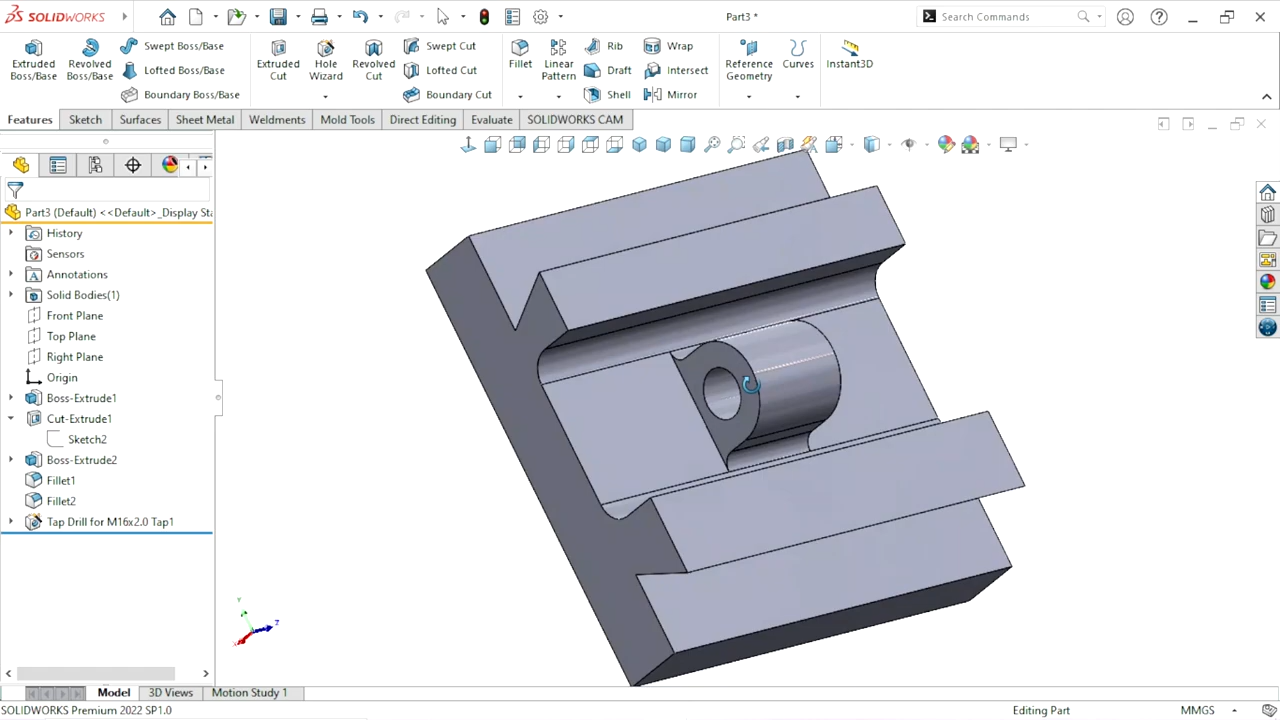 SOLIDWORKS
Part3 *
Search Commands
Extruded Boss/Base
Revolved Boss/Base
Swept Boss/Base
Lofted Boss/Base
Boundary Boss/Base
Extruded Cut
Hole Wizard
Revolved Cut
Swept Cut
Lofted Cut
Boundary Cut
Fillet
Linear Pattern
Rib
Draft
Shell
Wrap
Intersect
Mirror
Reference Geometry
Curves
Instant3D
Features
Sketch
Surfaces
Sheet Metal
Weldments
Mold Tools
Direct Editing
Evaluate
SOLIDWORKS CAM
Part3 (Default) <<Default>_Display Sta
History
Sensors
Annotations
Solid Bodies(1)
Front Plane
Top Plane
Right Plane
Origin
Boss-Extrude1
Cut-Extrude1
Sketch2
Boss-Extrude2
Fillet1
Fillet2
Tap Drill for M16x2.0 Tap1
Y
Z
X
Model
3D Views
Motion Study 1
SOLIDWORKS Premium 2022 SP1.0
Editing Part
MMGS